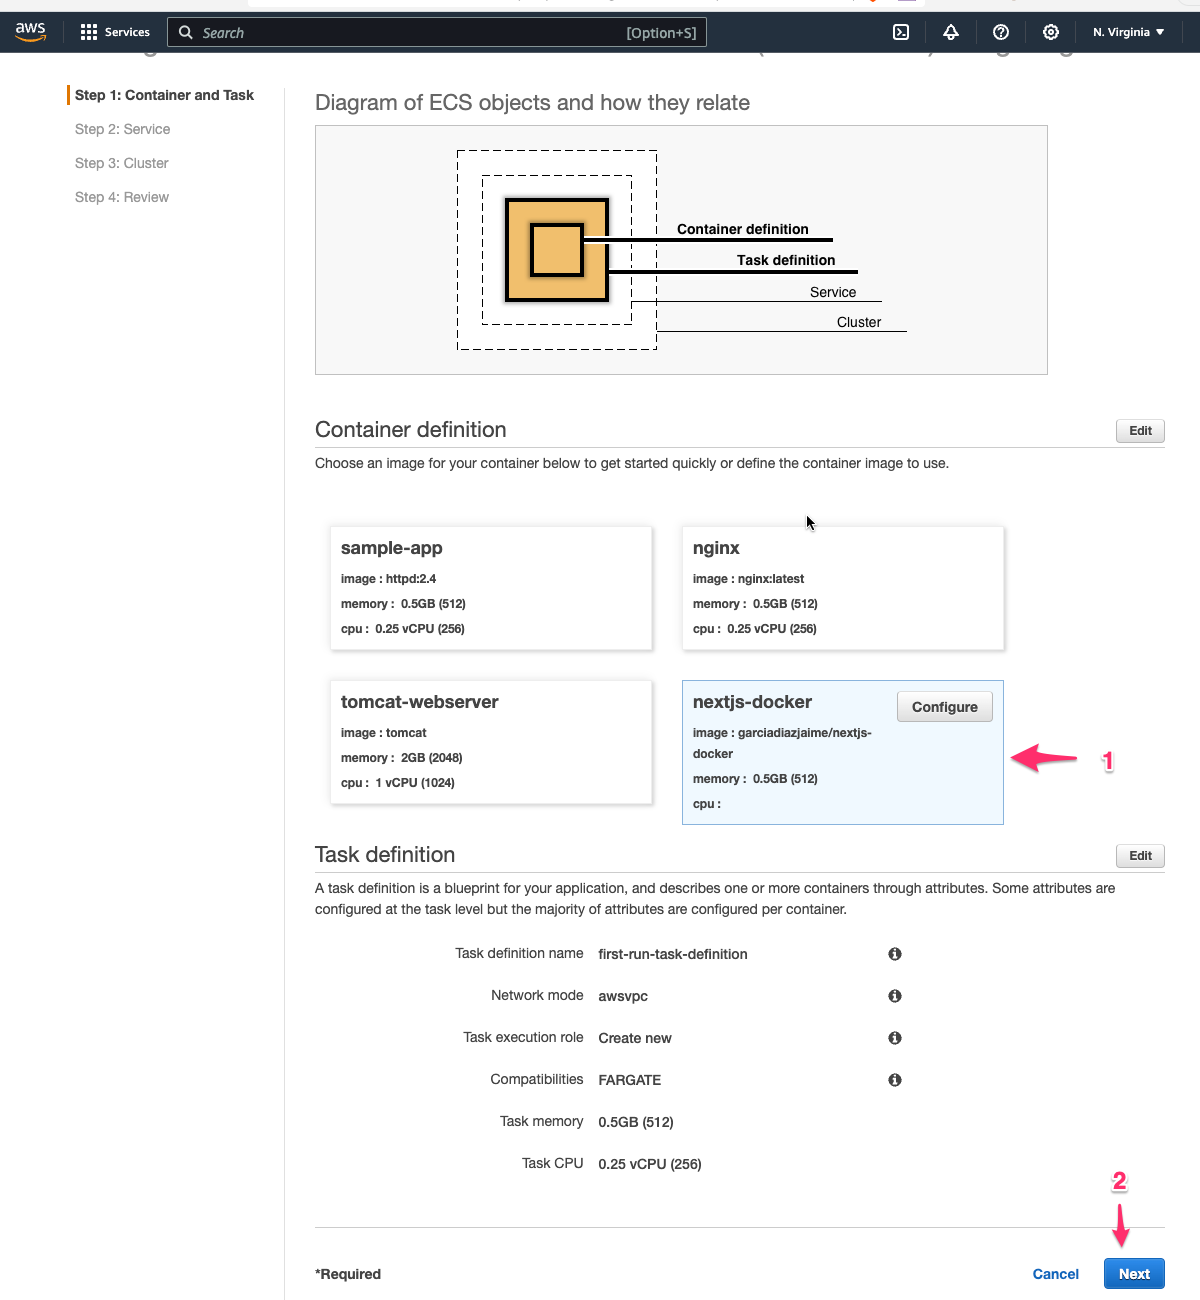 aws
Services
Search
[Option+S]
N. Virginia
Step 1: Container and Task
Step 2: Service
Step 3: Cluster
Step 4: Review
Diagram of ECS objects and how they relate
Container definition
Task definition
Service
Cluster
Container definition
Edit
Choose an image for your container below to get started quickly or define the container image to use.
sample-app
image : httpd:2.4
memory : 0.5GB (512)
cpu : 0.25 vCPU (256)
nginx
image : nginx:latest
memory : 0.5GB (512)
cpu : 0.25 vCPU (256)
tomcat-webserver
image : tomcat
memory : 2GB (2048)
cpu : 1 vCPU (1024)
nextjs-docker
Configure
image : garciadiazjaime/nextjs-
docker
memory : 0.5GB (512)
cpu :
1
Task definition
Edit
A task definition is a blueprint for your application, and describes one or more containers through attributes. Some attributes are
configured at the task level but the majority of attributes are configured per container.
Task definition name first-run-task-definition
Network mode awsvpc
Task execution role Create new
Compatibilities FARGATE
Task memory 0.5GB (512)
Task CPU 0.25 vCPU (256)
2
*Required
Cancel
Next